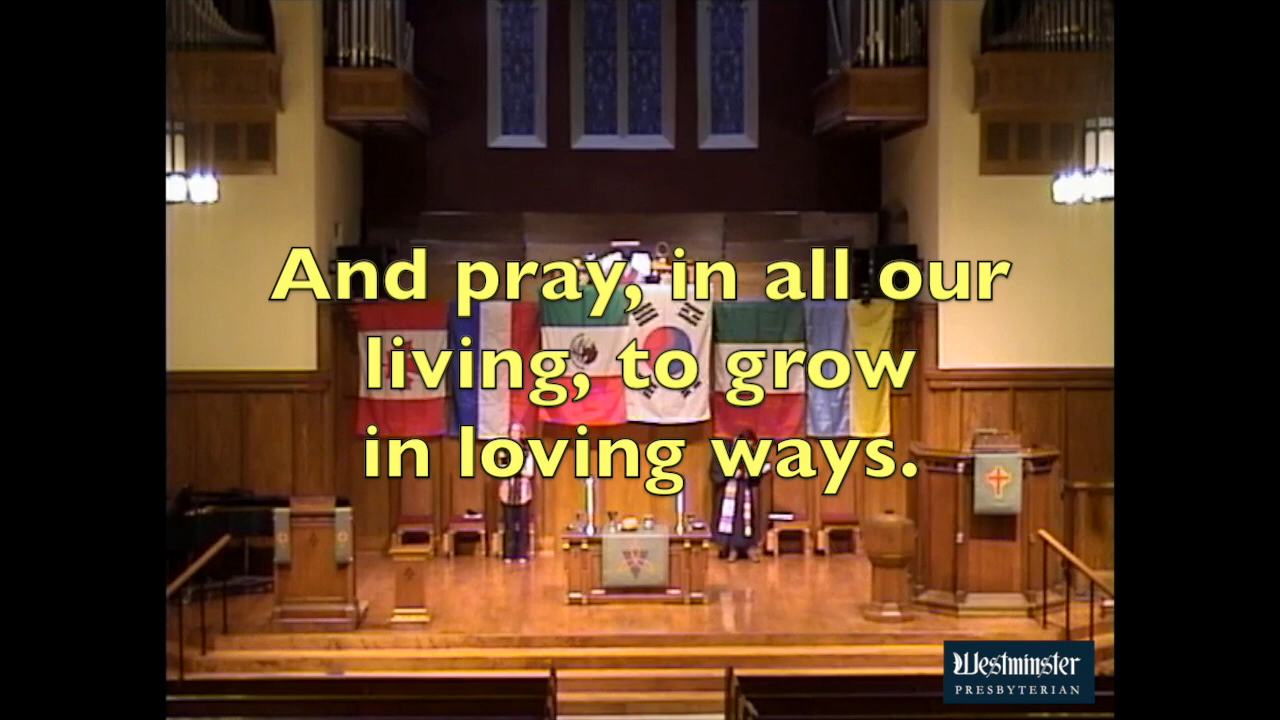 And pray, in all our
living, to grow
in loving ways.
Westminster
PRESBYTERIAN